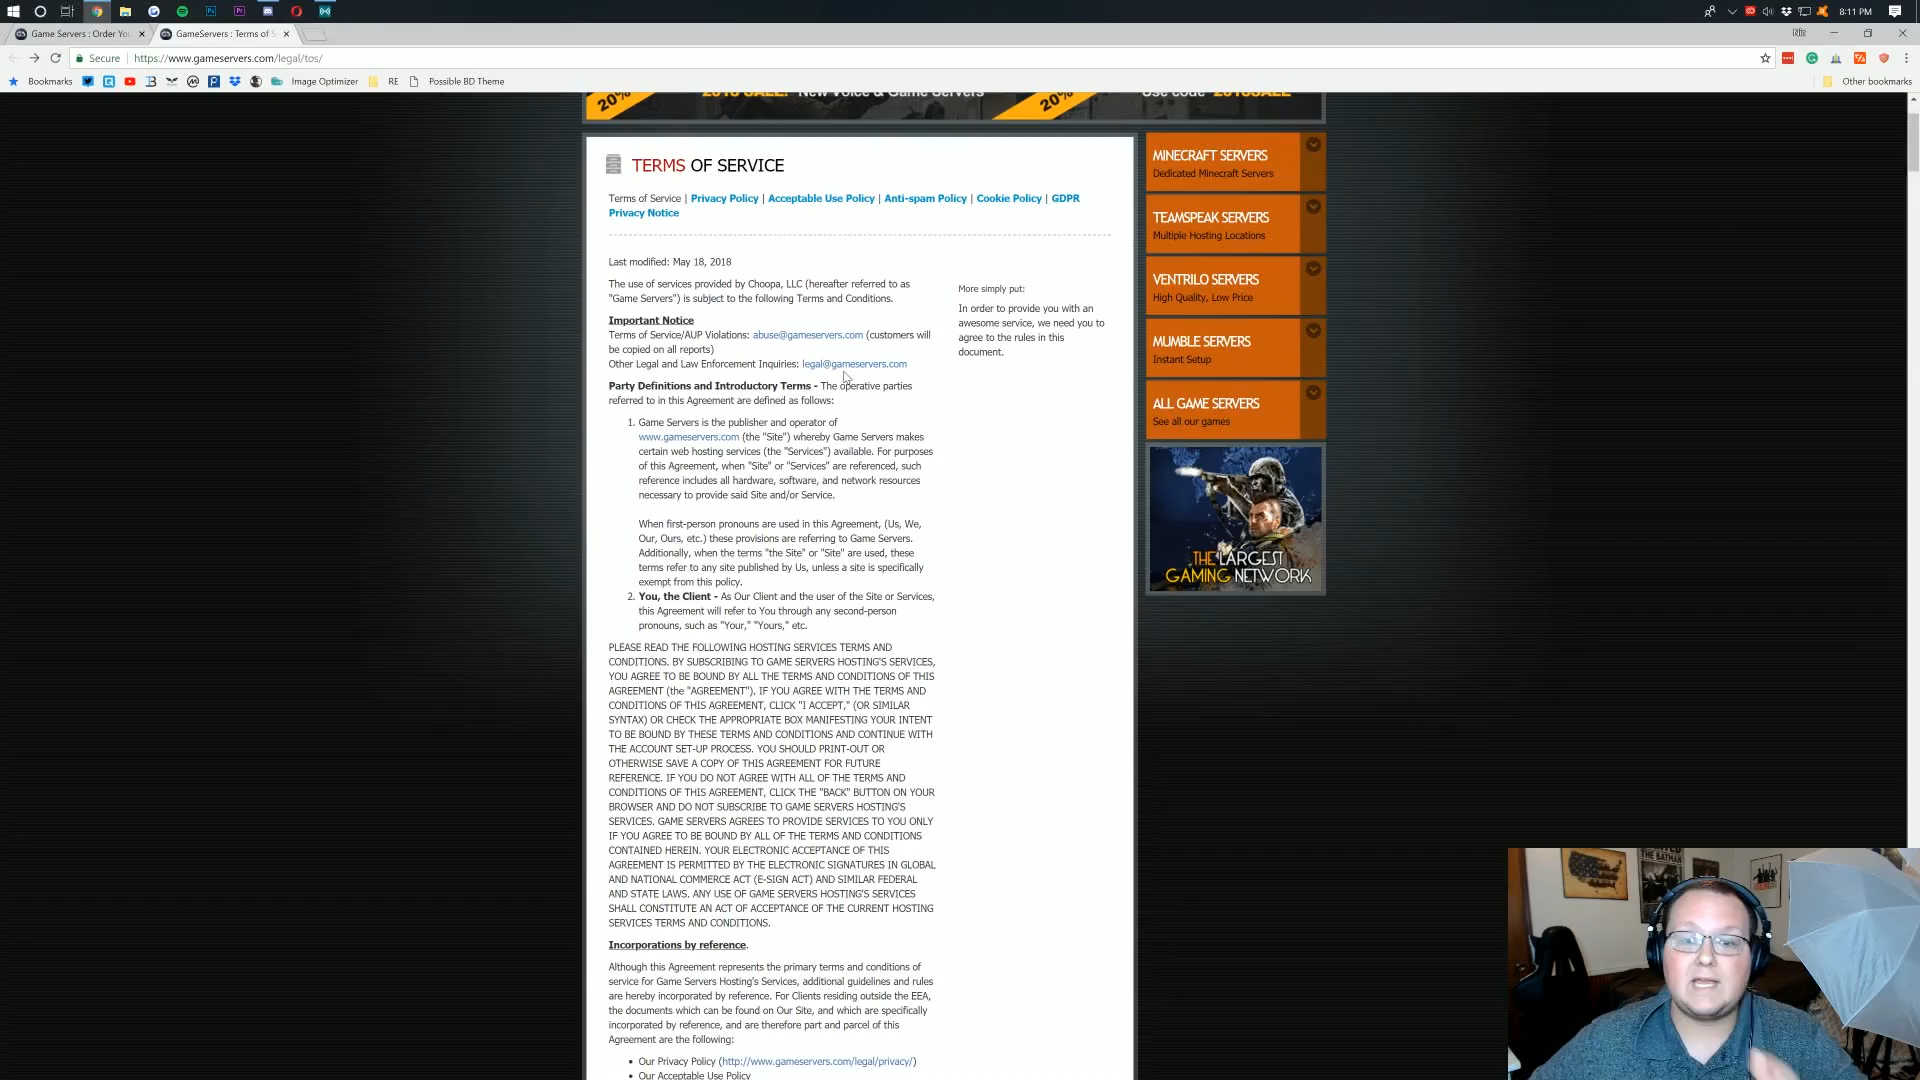 8:11 PM
Game Servers : Order Yo
GameServers : Terms of S
Secure
https://www.gameservers.com/legal/tos/
Bookmarks
Image Optimizer
RE
Possible BD Theme
Other bookmarks
20%
2018 SALE! New Voice & Game Servers
20%
Use code 2018SALE
TERMS OF SERVICE
Terms of Service | Privacy Policy | Acceptable Use Policy | Anti-spam Policy | Cookie Policy | GDPR
Privacy Notice
Last modified: May 18, 2018
The use of services provided by Choopa, LLC (hereafter referred to as
"Game Servers") is subject to the following Terms and Conditions.
Important Notice
Terms of Service/AUP Violations: abuse@gameservers.com (customers will
be copied on all reports)
Other Legal and Law Enforcement Inquiries: legal@gameservers.com
Party Definitions and Introductory Terms - The operative parties
referred to in this Agreement are defined as follows:
1. Game Servers is the publisher and operator of
www.gameservers.com (the "Site") whereby Game Servers makes
certain web hosting services (the "Services") available. For purposes
of this Agreement, when "Site" or "Services" are referenced, such
reference includes all hardware, software, and network resources
necessary to provide said Site and/or Service.
When first-person pronouns are used in this Agreement, (Us, We,
Our, Ours, etc.) these provisions are referring to Game Servers.
Additionally, when the terms "the Site" or "Site" are used, these
terms refer to any site published by Us, unless a site is specifically
exempt from this policy.
2. You, the Client - As Our Client and the user of the Site or Services,
this Agreement will refer to You through any second-person
pronouns, such as "Your," "Yours," etc.
PLEASE READ THE FOLLOWING HOSTING SERVICES TERMS AND
CONDITIONS. BY SUBSCRIBING TO GAME SERVERS HOSTING'S SERVICES,
YOU AGREE TO BE BOUND BY ALL THE TERMS AND CONDITIONS OF THIS
AGREEMENT (the "AGREEMENT"). IF YOU AGREE WITH THE TERMS AND
CONDITIONS OF THIS AGREEMENT, CLICK "I ACCEPT," (OR SIMILAR
SYNTAX) OR CHECK THE APPROPRIATE BOX MANIFESTING YOUR INTENT
TO BE BOUND BY THESE TERMS AND CONDITIONS AND CONTINUE WITH
THE ACCOUNT SET-UP PROCESS. YOU SHOULD PRINT-OUT OR
OTHERWISE SAVE A COPY OF THIS AGREEMENT FOR FUTURE
REFERENCE. IF YOU DO NOT AGREE WITH ALL OF THE TERMS AND
CONDITIONS OF THIS AGREEMENT, CLICK THE "BACK" BUTTON ON YOUR
BROWSER AND DO NOT SUBSCRIBE TO GAME SERVERS HOSTING'S
SERVICES. GAME SERVERS AGREES TO PROVIDE SERVICES TO YOU ONLY
IF YOU AGREE TO BE BOUND BY ALL OF THE TERMS AND CONDITIONS
CONTAINED HEREIN. YOUR ELECTRONIC ACCEPTANCE OF THIS
AGREEMENT IS PERMITTED BY THE ELECTRONIC SIGNATURES IN GLOBAL
AND NATIONAL COMMERCE ACT (E-SIGN ACT) AND SIMILAR FEDERAL
AND STATE LAWS. ANY USE OF GAME SERVERS HOSTING'S SERVICES
SHALL CONSTITUTE AN ACT OF ACCEPTANCE OF THE CURRENT HOSTING
SERVICES TERMS AND CONDITIONS.
Incorporations by reference.
Although this Agreement represents the primary terms and conditions of
service for Game Servers Hosting's Services, additional guidelines and rules
are hereby incorporated by reference. For Clients residing outside the EEA,
the documents which can be found on Our Site, and which are specifically
incorporated by reference, and are therefore part and parcel of this
Agreement are the following:
• Our Privacy Policy (http://www.gameservers.com/legal/privacy/)
• Our Acceptable Use Policy
More simply put:
In order to provide you with an
awesome service, we need you to
agree to the rules in this
document.
MINECRAFT SERVERS
Dedicated Minecraft Servers
TEAMSPEAK SERVERS
Multiple Hosting Locations
VENTRILO SERVERS
High Quality, Low Price
MUMBLE SERVERS
Instant Setup
ALL GAME SERVERS
See all our games
THE LARGEST
GAMING NETWORK
THE BATMAN